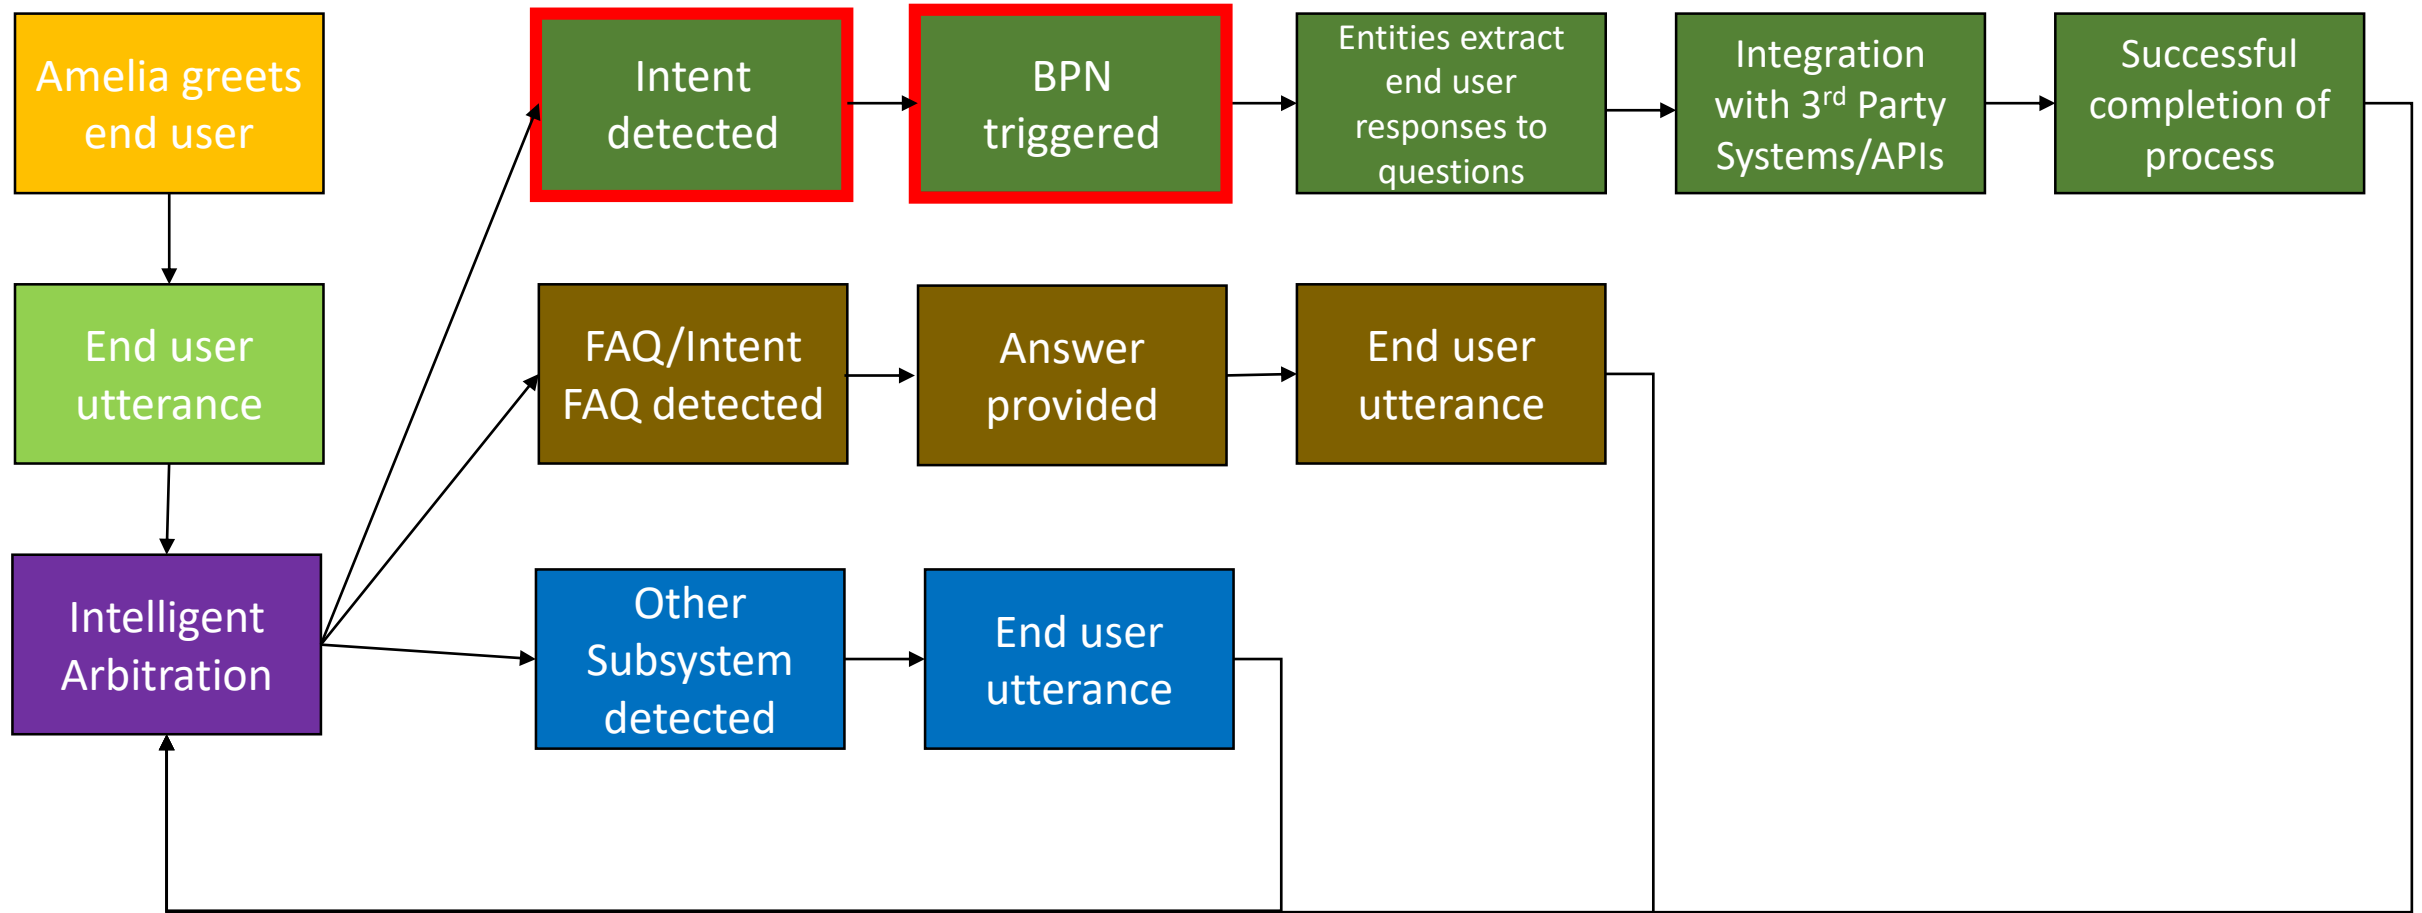 Amelia greets
end user
Intent
detected
BPN
triggered
Entities extract
end user
responses to
questions
Integration
with 3rd Party
Systems/APIs
Successful
completion of
process
End user
utterance
FAQ/Intent
FAQ detected
Answer
provided
End user
utterance
Intelligent
Arbitration
Other
Subsystem
detected
End user
utterance